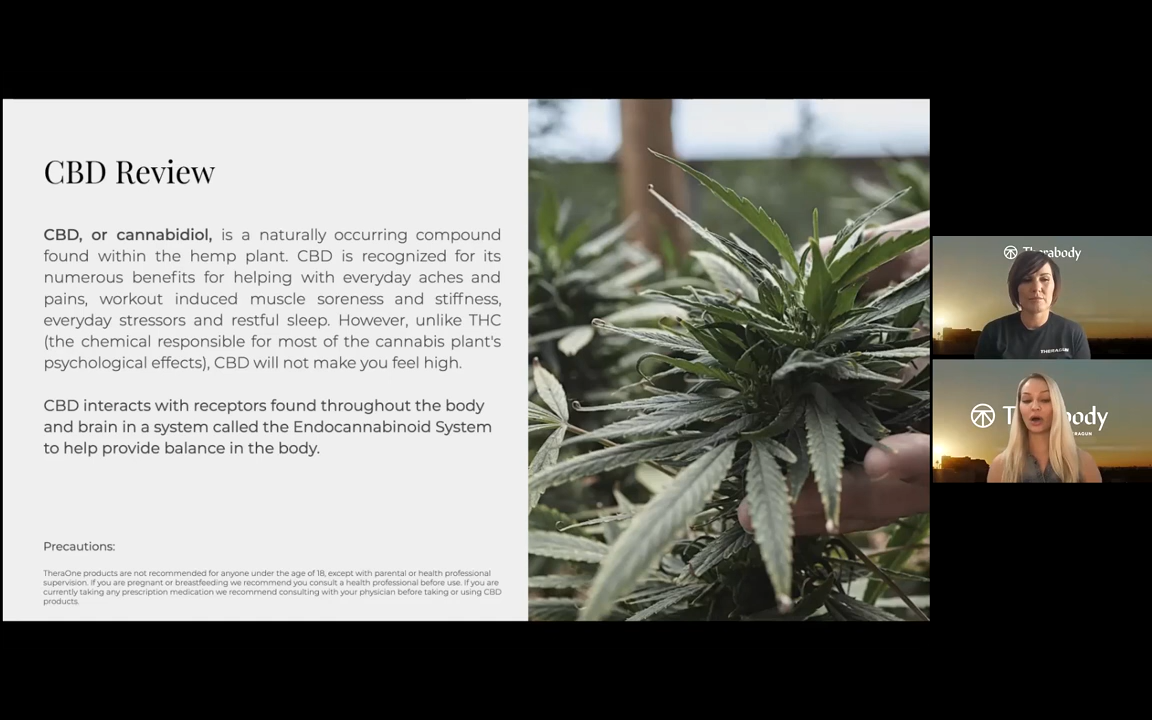 CBD Review
CBD, or cannabidiol, is a naturally occurring compound
found within the hemp plant. CBD is recognized for its
numerous benefits for helping with everyday aches and
pains, workout induced muscle soreness and stiffness,
everyday stressors and restful sleep. However, unlike THC
(the chemical responsible for most of the cannabis plant's
psychological effects), CBD will not make you feel high.
CBD interacts with receptors found throughout the body
and brain in a system called the Endocannabinoid System
to help provide balance in the body.
Precautions:
TheraOne products are not recommended for anyone under the age of 18, except with parental or health professional
supervision. If you are pregnant or breastfeeding we recommend you consult a health professional before use. If you are
currently taking any prescription medication we recommend consulting with your physician before taking or using CBD
products.
Therabody
THERAGUN